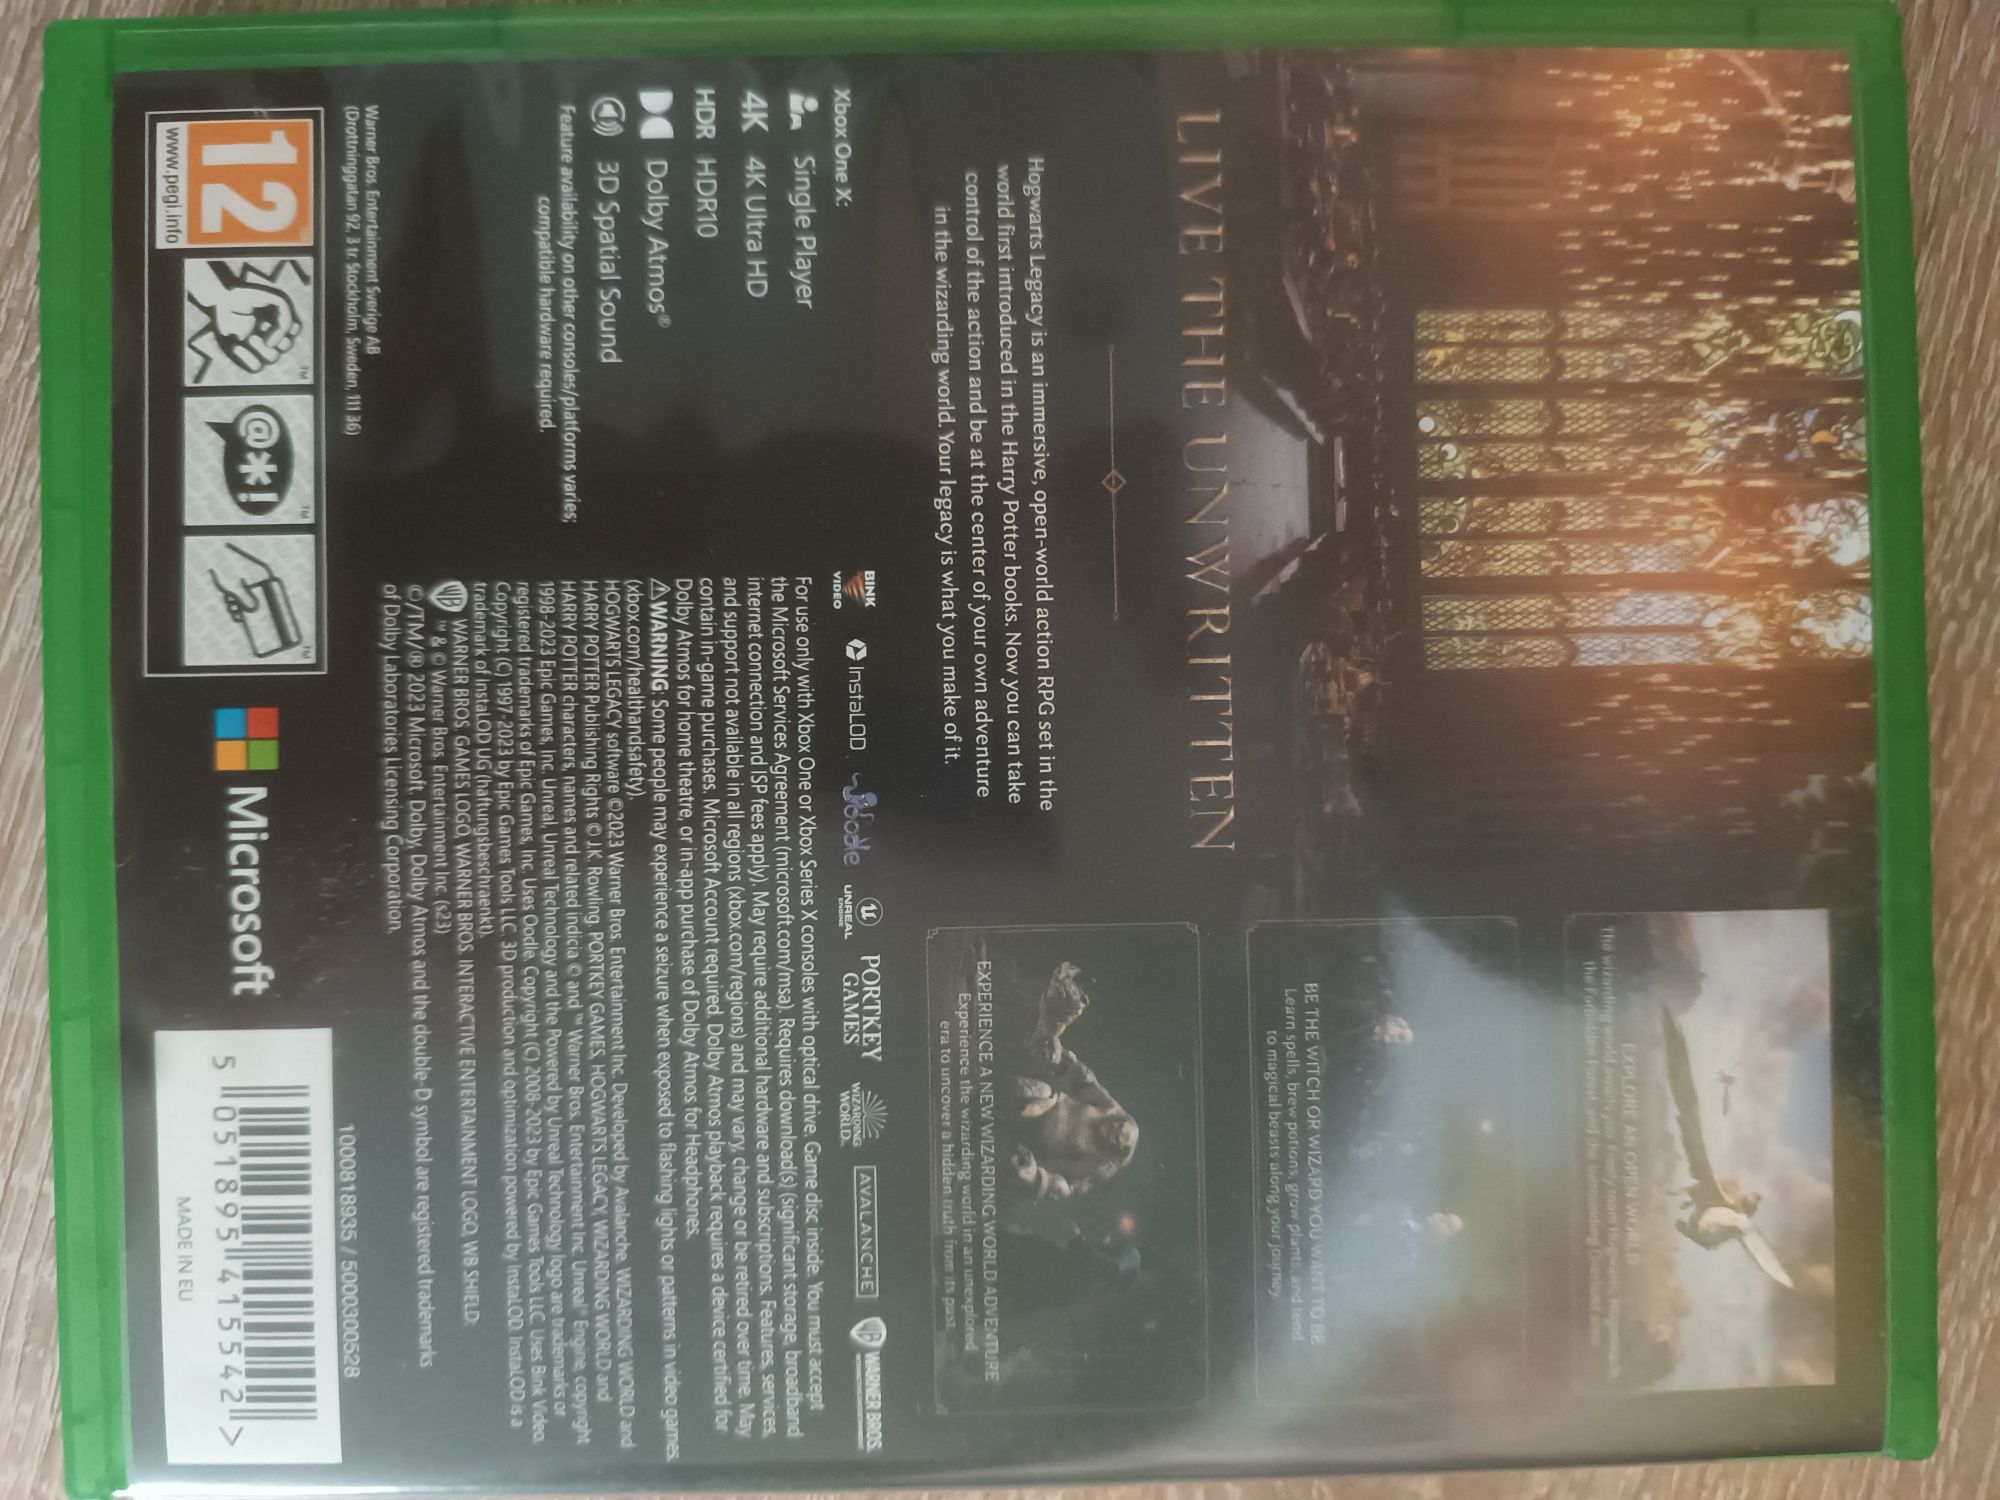 LIVE THE UNWRITTEN
Hogwarts Legacy is an immersive, open-world action RPG set in the
world first introduced in the Harry Potter books. Now you can take
control of the action and be at the center of your own adventure
in the wizarding world. Your legacy is what you make of it.
EXPLORE AN OPEN WORLD
The wizarding world awaits you. Freely roam Hogwarts, Hogsmeade,
the Forbidden Forest, and the surrounding Overland area.
BE THE WITCH OR WIZARD YOU WANT TO BE
Learn spells, brew potions, grow plants, and tend
to magical beasts along your journey.
EXPERIENCE A NEW WIZARDING WORLD ADVENTURE
Experience the wizarding world in an unexplored
era to uncover a hidden truth from its past.
Xbox One X:
Single Player
4K 4K Ultra HD
HDR HDR10
Dolby Atmos®
3D Spatial Sound
Feature availability on other consoles/platforms varies;
compatible hardware required.
BINK
VIDEO
InstaLOD
oodle
UNREAL
ENGINE
PORTKEY
GAMES
WIZARDING
WORLD
AVALANCHE
WB WARNER BROS.
For use only with Xbox One or Xbox Series X consoles with optical drive. Game disc inside. You must accept
the Microsoft Services Agreement (microsoft.com/msa). Requires download(s) (significant storage, broadband
internet connection and ISP fees apply). May require additional hardware and subscriptions. Features, services,
and support not available in all regions (xbox.com/regions) and may vary, change or be retired over time. May
contain in-game purchases. Microsoft Account required. Dolby Atmos playback requires a device certified for
Dolby Atmos for home theatre, or in-app purchase of Dolby Atmos for Headphones.
⚠WARNING: Some people may experience a seizure when exposed to flashing lights or patterns in video games
(xbox.com/healthandsafety).
HOGWARTS LEGACY software ©2023 Warner Bros. Entertainment Inc. Developed by Avalanche. WIZARDING WORLD and
HARRY POTTER Publishing Rights © J.K. Rowling. PORTKEY GAMES, HOGWARTS LEGACY, WIZARDING WORLD and
HARRY POTTER characters, names and related indicia © and ™ Warner Bros. Entertainment Inc. Unreal® Engine, copyright
1998-2023 Epic Games, Inc. Unreal, Unreal Technology and the Powered by Unreal Technology logo are trademarks or
registered trademarks of Epic Games, Inc. Uses Oodle. Copyright (C) 2008-2023 by Epic Games Tools LLC. Uses Bink Video.
Copyright (C) 1997-2023 by Epic Games Tools LLC. 3D production and optimization powered by InstaLOD. InstaLOD is a
trademark of InstaLOD UG (haftungsbeschraenkt).
WB WARNER BROS. GAMES LOGO, WARNER BROS. INTERACTIVE ENTERTAINMENT LOGO, WB SHIELD:
™ & © Warner Bros. Entertainment Inc. (s23)
©/TM/® 2023 Microsoft. Dolby, Dolby Atmos and the double-D symbol are registered trademarks
of Dolby Laboratories Licensing Corporation.
Warner Bros. Entertainment Sverige AB
(Drottninggatan 92, 3 tr. Stockholm, Sweden, 111 36)
12
www.pegi.info
@*!
Microsoft
1000818935 / 5000300528
5 051895 415542 >
MADE IN EU